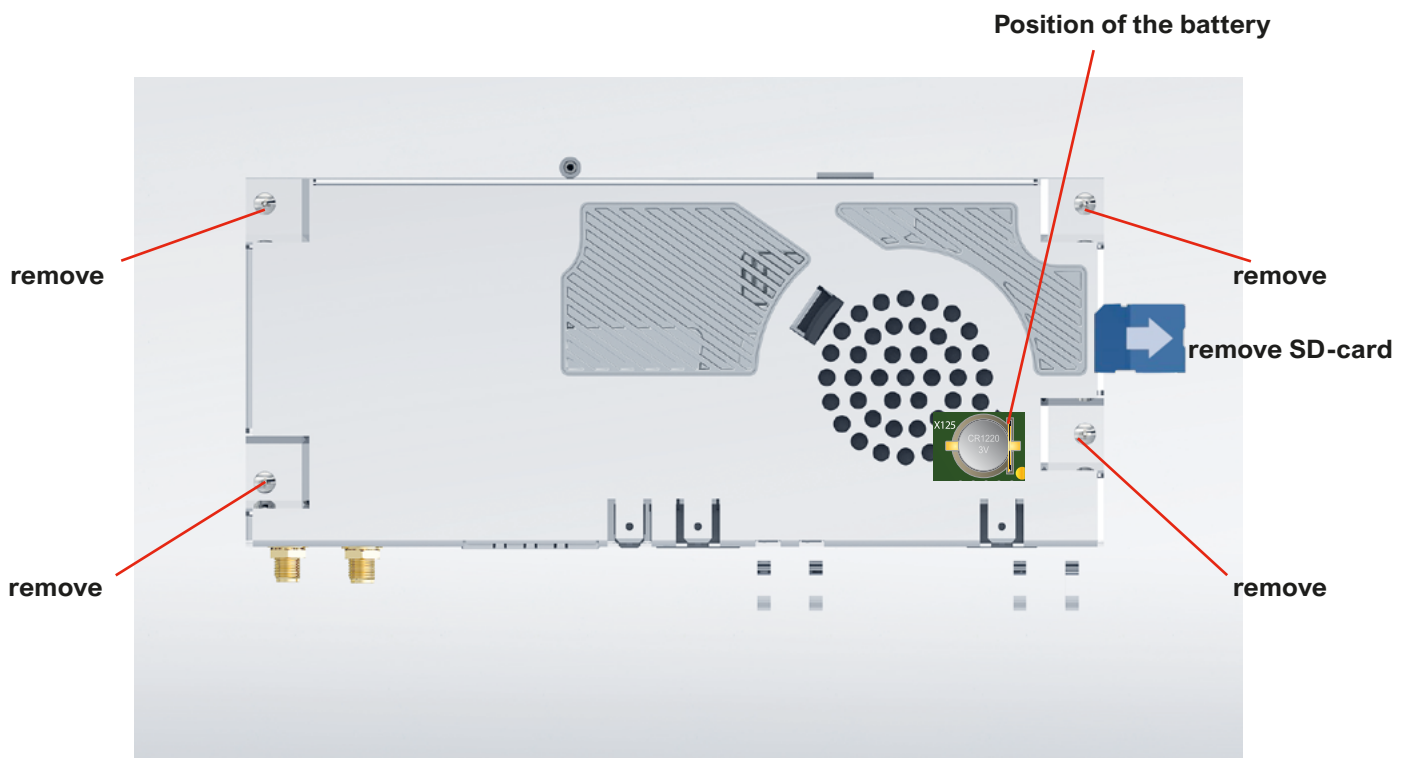 Position of the battery
remove
remove
remove SD-card
X125
CR1220
3V
remove
remove